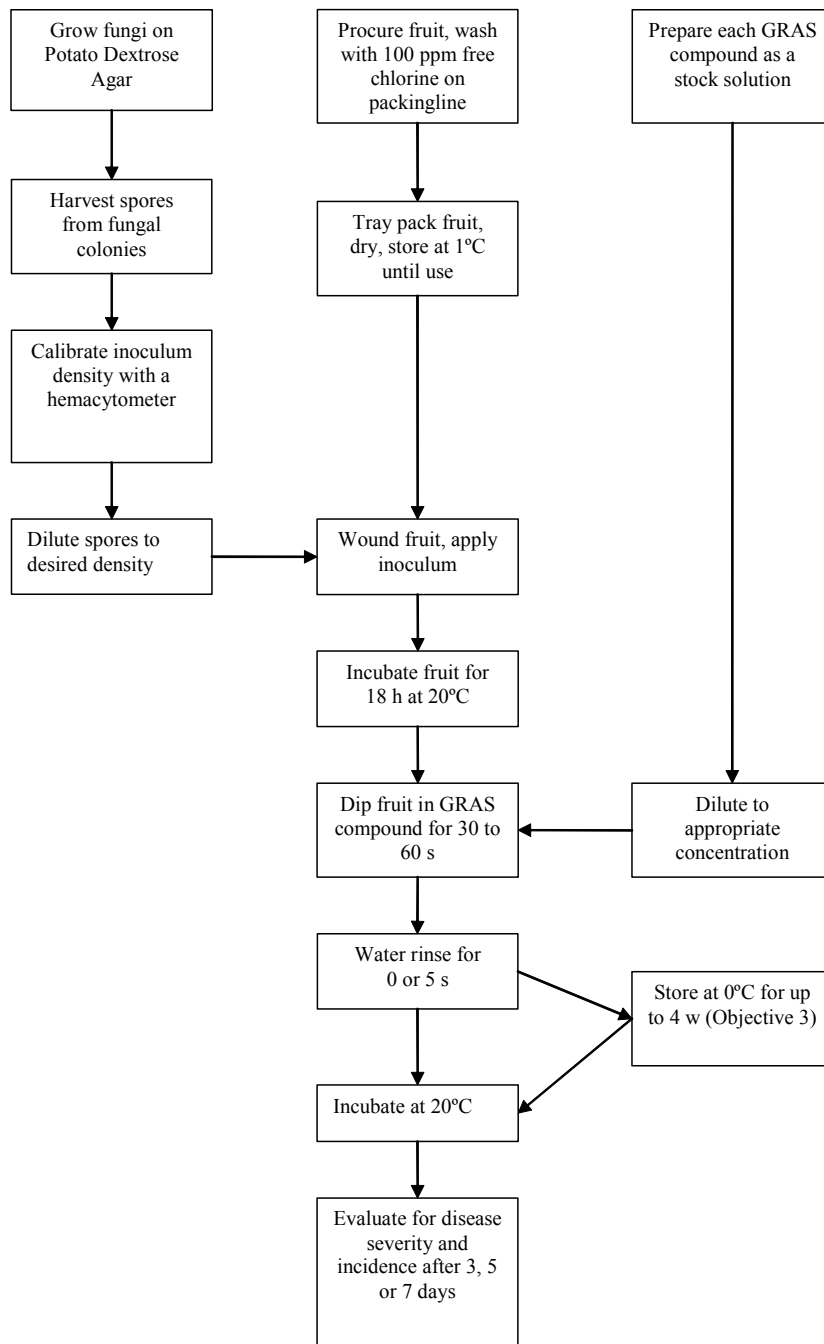 Grow fungi on
Potato Dextrose
Agar
Procure fruit, wash
with 100 ppm free
chlorine on
packingline
Prepare each GRAS
compound as a
stock solution
Harvest spores
from fungal
colonies
Tray pack fruit,
dry, store at 1ºC
until use
Calibrate inoculum
density with a
hemacytometer
Dilute spores to
desired density
Wound fruit, apply
inoculum
Incubate fruit for
18 h at 20ºC
Dip fruit in GRAS
compound for 30 to
60 s
Dilute to
appropriate
concentration
Water rinse for
0 or 5 s
Store at 0ºC for up
to 4 w (Objective 3)
Incubate at 20ºC
Evaluate for disease
severity and
incidence after 3, 5
or 7 days